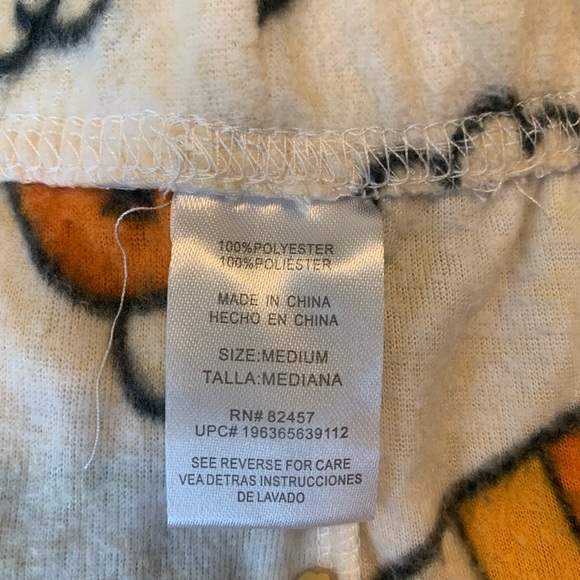 100%POLYESTER
100%POLIÉSTER
MADE IN CHINA
HECHO EN CHINA
SIZE:MEDIUM
TALLA:MEDIANA
RN# 82457
UPC# 196365639112
SEE REVERSE FOR CARE
VEA DETRAS INSTRUCCIONES
DE LAVADO